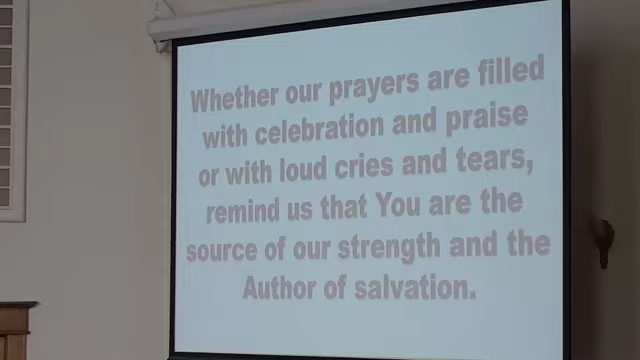 Whether our prayers are filled
with celebration and praise
or with loud cries and tears,
remind us that You are the
source of our strength and the
Author of salvation.